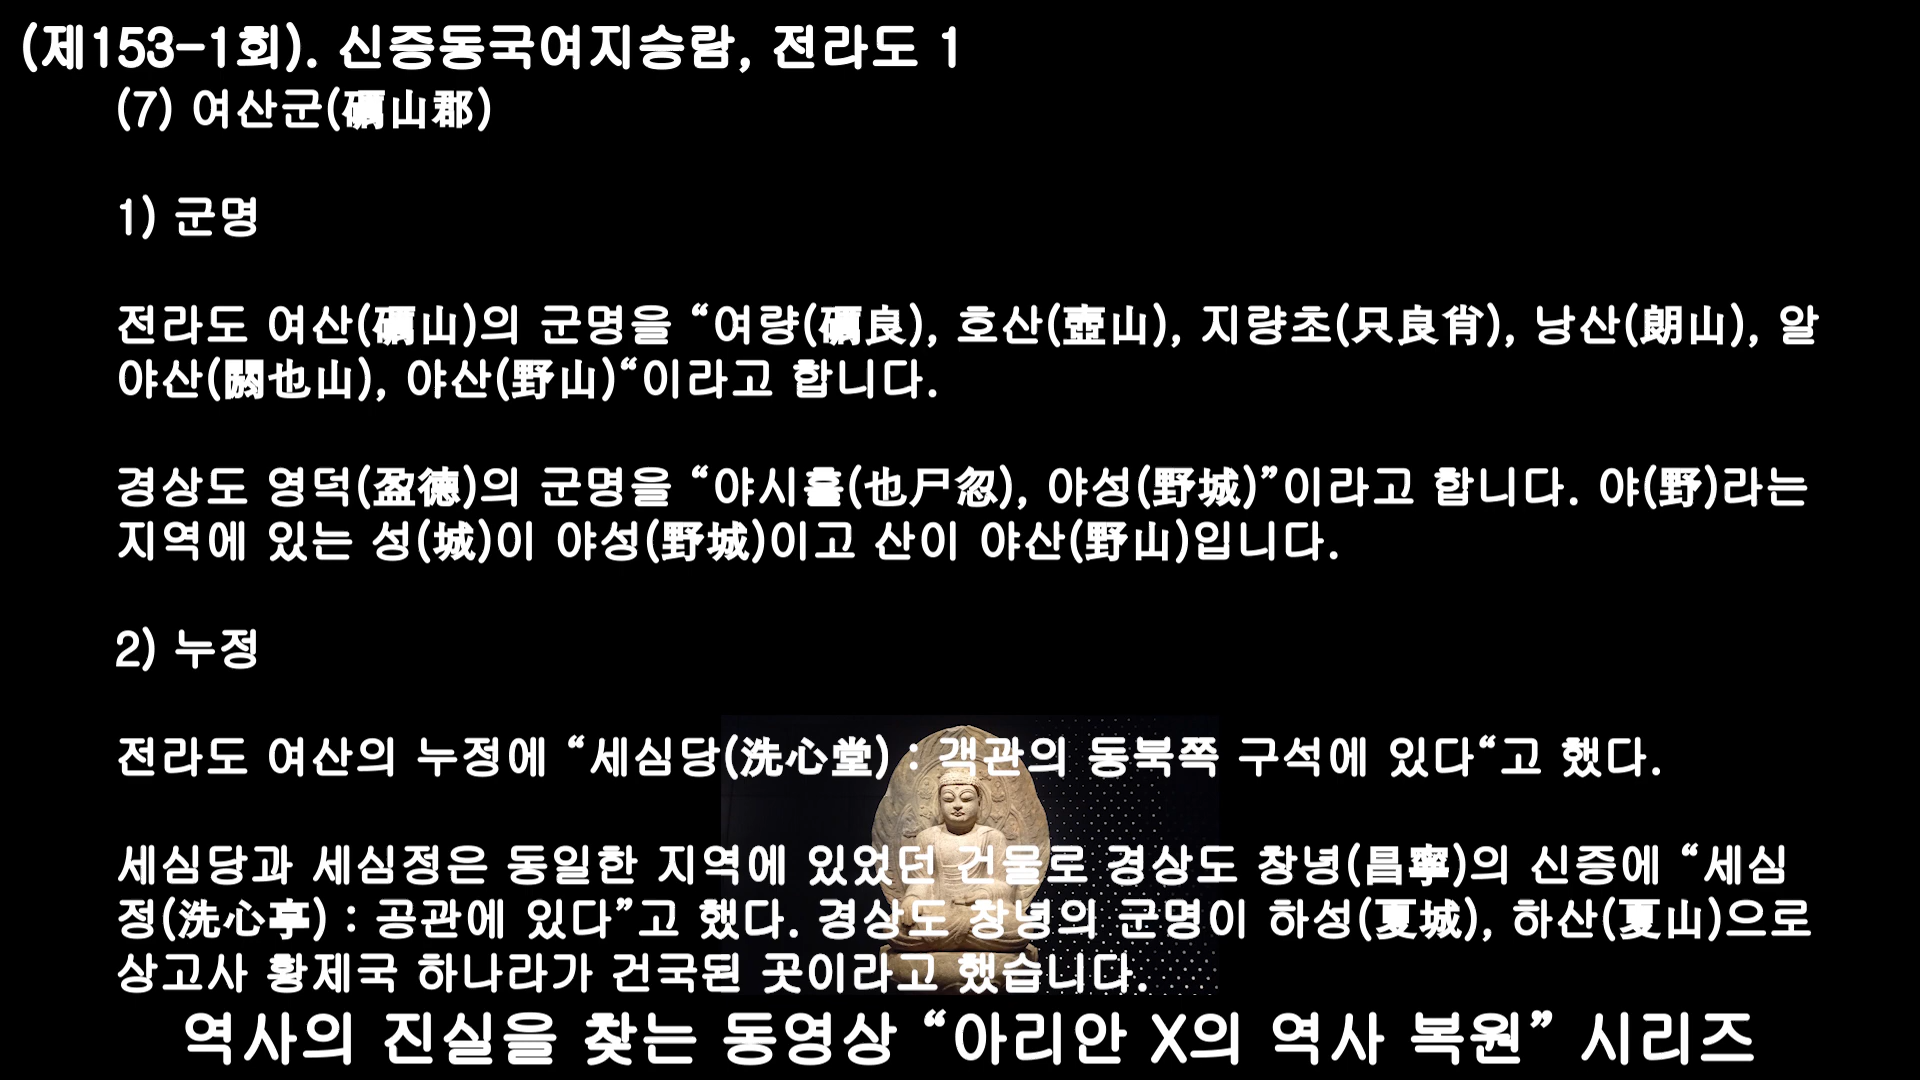 (제153-1회). 신증동국여지승람, 전라도 1
(7) 여산군(礪山郡)
1) 군명
전라도 여산(礪山)의 군명을 “여량(礪良), 호산(壺山), 지량초(只良肖), 낭산(朗山), 알
야산(閼也山), 야산(野山)“이라고 합니다.
경상도 영덕(盈德)의 군명을 “야시홀(也尸忽), 야성(野城)”이라고 합니다. 야(野)라는
지역에 있는 성(城)이 야성(野城)이고 산이 야산(野山)입니다.
2) 누정
전라도 여산의 누정에 “세심당(洗心堂) : 객관의 동북쪽 구석에 있다“고 했다.
세심당과 세심정은 동일한 지역에 있었던 건물로 경상도 창녕(昌寧)의 신증에 “세심
정(洗心亭) : 공관에 있다”고 했다. 경상도 창녕의 군명이 하성(夏城), 하산(夏山)으로
상고사 황제국 하나라가 건국된 곳이라고 했습니다.
역사의 진실을 찾는 동영상 “아리안 X의 역사 복원” 시리즈